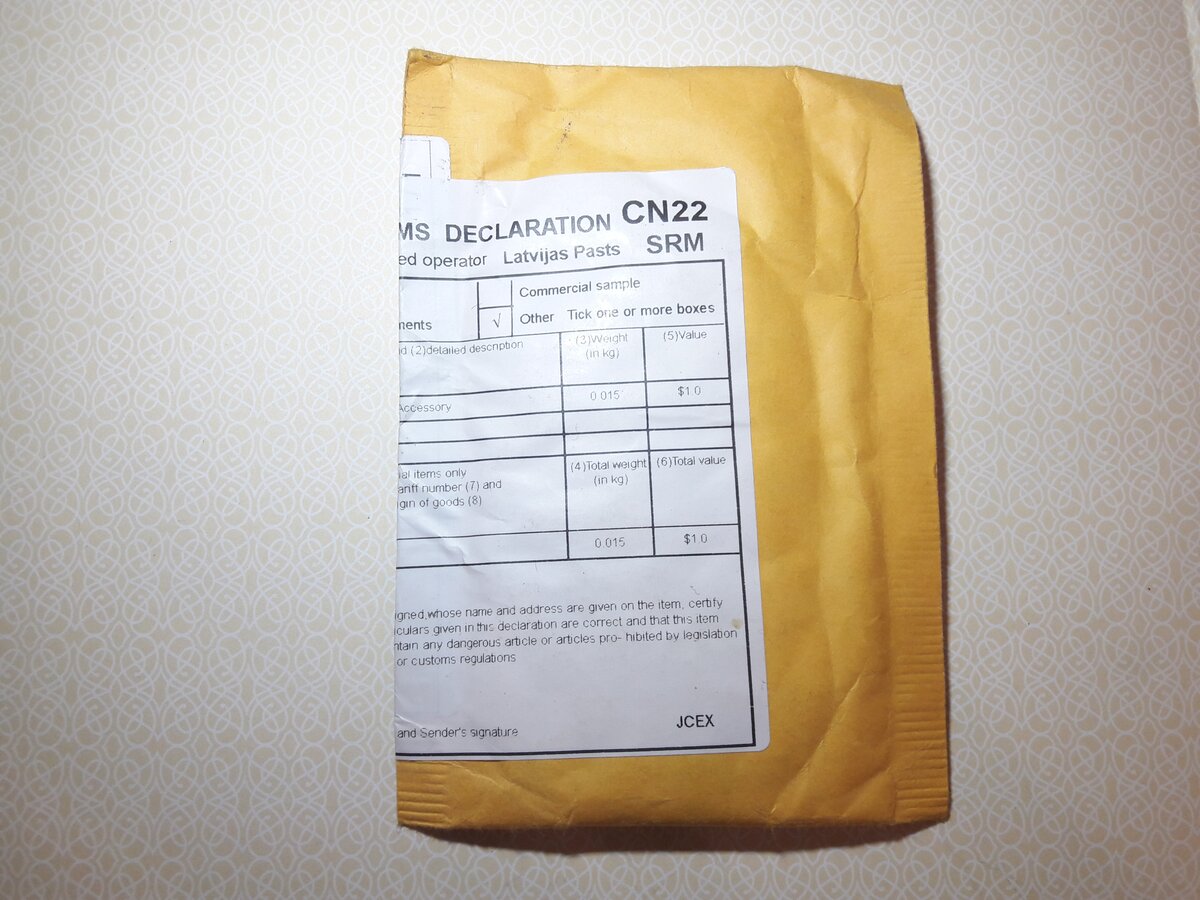 MS DECLARATION CN22
ed operator Latvijas Pasts SRM
Commercial sample
ments √ Other Tick one or more boxes
d (2)detailed description (3)Weight (5)Value
(in kg)
Accessory 0.015 $1.0
ial items only (4)Total weight (6)Total value
ariff number (7) and (in kg)
gin of goods (8)
0.015 $1.0
igned,whose name and address are given on the item, certify
iculars given in this declaration are correct and that this item
ntain any dangerous article or articles pro- hibited by legislation
or customs regulations
JCEX
and Sender's signature